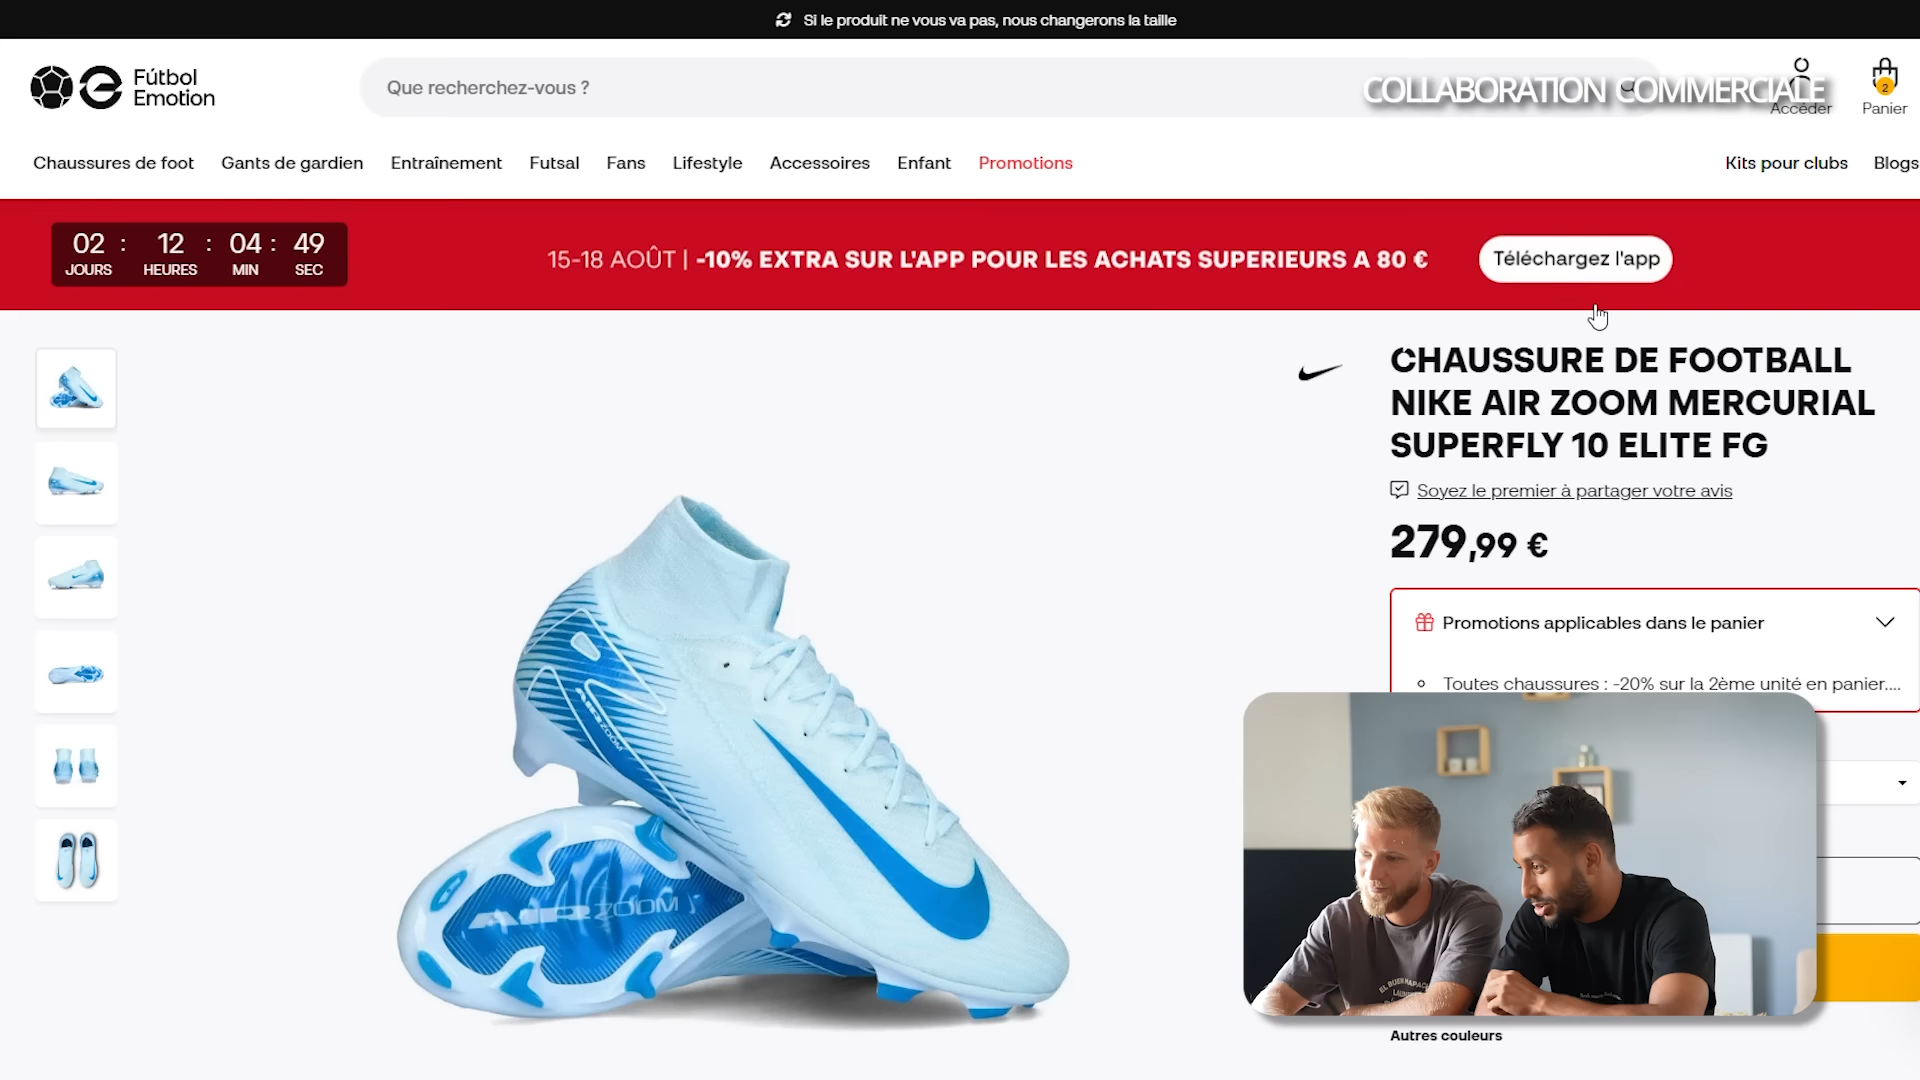 Si le produit ne vous va pas, nous changerons la taille
Fútbol
Emotion
Que recherchez-vous ?
COLLABORATION COMMERCIALE
Accéder
2
Panier
Chaussures de foot
Gants de gardien
Entraînement
Futsal
Fans
Lifestyle
Accessoires
Enfant
Promotions
Kits pour clubs
Blogs
02 : 12 : 04 : 49
JOURS HEURES MIN SEC
15-18 AOÛT | -10% EXTRA SUR L'APP POUR LES ACHATS SUPERIEURS A 80 €
Téléchargez l'app
CHAUSSURE DE FOOTBALL
NIKE AIR ZOOM MERCURIAL
SUPERFLY 10 ELITE FG
Soyez le premier à partager votre avis
279,99 €
Promotions applicables dans le panier
Toutes chaussures : -20% sur la 2ème unité en panier....
AIR ZOOM
AIR ZOOM
Autres couleurs